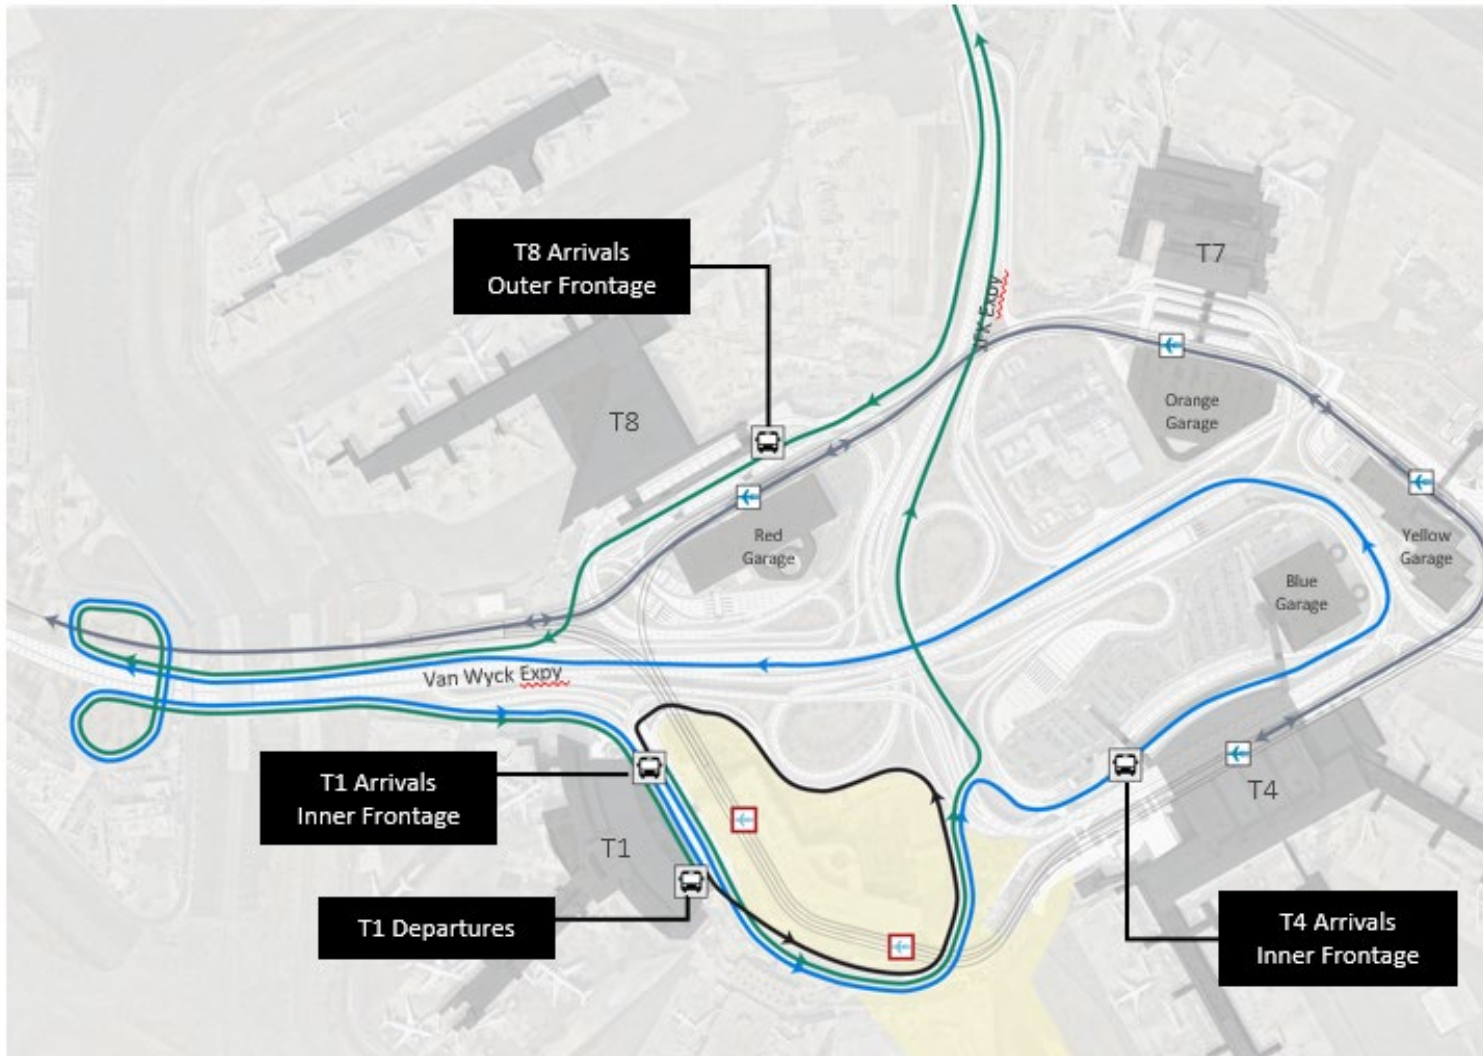 T8 Arrivals
Outer Frontage
T7
JFK Expy
T8
Orange
Garage
Red
Garage
Yellow
Garage
Blue
Garage
Van Wyck Expy
T1 Arrivals
Inner Frontage
T1
T4
T1 Departures
T4 Arrivals
Inner Frontage